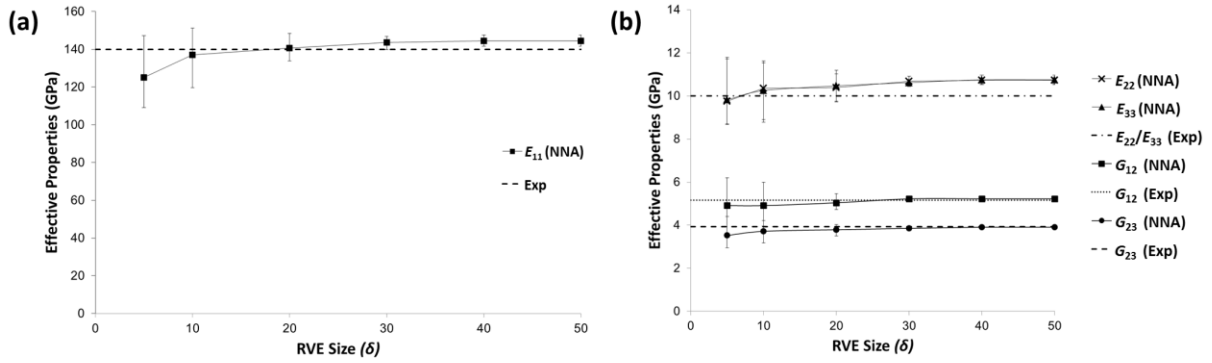 (a)
Effective Properties (GPa)
160
140
120
100
80
60
40
20
0
0 10 20 30 40 50
RVE Size (δ)
E11 (NNA)
Exp
(b)
Effective Properties (GPa)
14
12
10
8
6
4
2
0
0 10 20 30 40 50
RVE Size (δ)
E22 (NNA)
E33 (NNA)
E22/E33 (Exp)
G12 (NNA)
G12 (Exp)
G23 (NNA)
G23 (Exp)